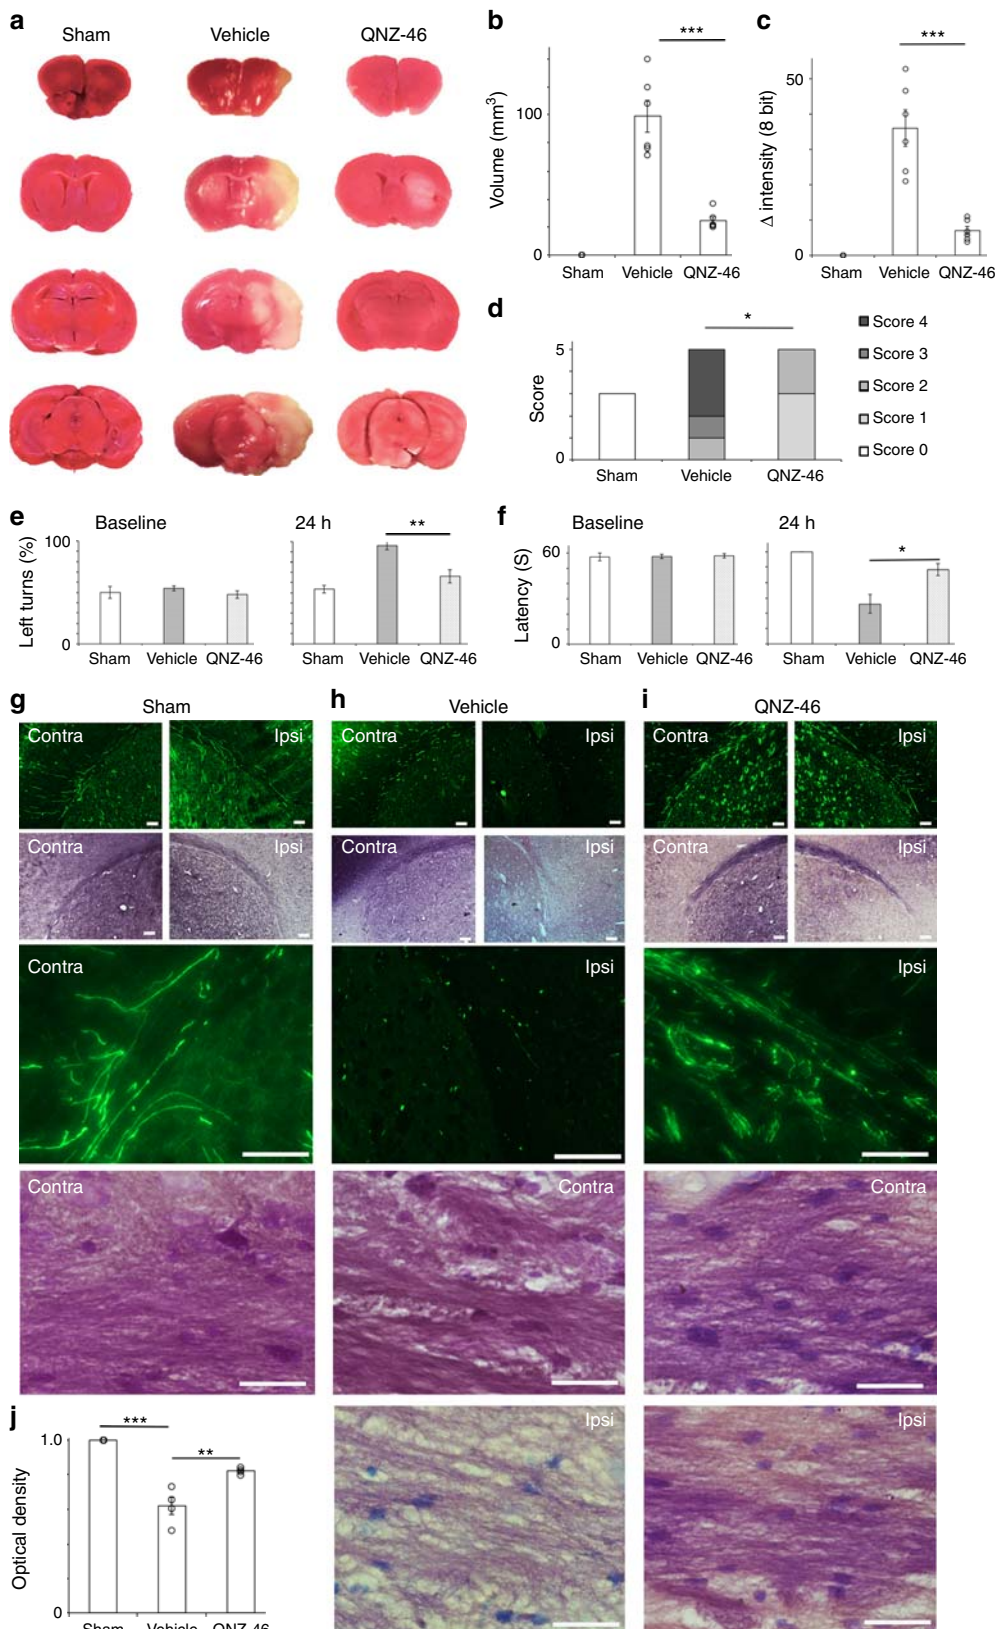 a
Sham Vehicle QNZ-46
b
***
Volume (mm³)
100
0
Sham Vehicle QNZ-46
c
***
Δ intensity (8 bit)
50
0
Sham Vehicle QNZ-46
d
*
Score
5
0
Sham Vehicle QNZ-46
Score 4
Score 3
Score 2
Score 1
Score 0
e
Baseline 24 h
**
Left turns (%)
100
0
Sham Vehicle QNZ-46 Sham Vehicle QNZ-46
f
Baseline 24 h
*
Latency (S)
60
0
Sham Vehicle QNZ-46 Sham Vehicle QNZ-46
g
Sham
Contra Ipsi
Contra Ipsi
Contra
Contra
h
Vehicle
Contra Ipsi
Contra Ipsi
Ipsi
Contra
Ipsi
i
QNZ-46
Contra Ipsi
Contra Ipsi
Ipsi
Contra
Ipsi
j
***
**
Optical density
1.0
0
Sham Vehicle QNZ-46